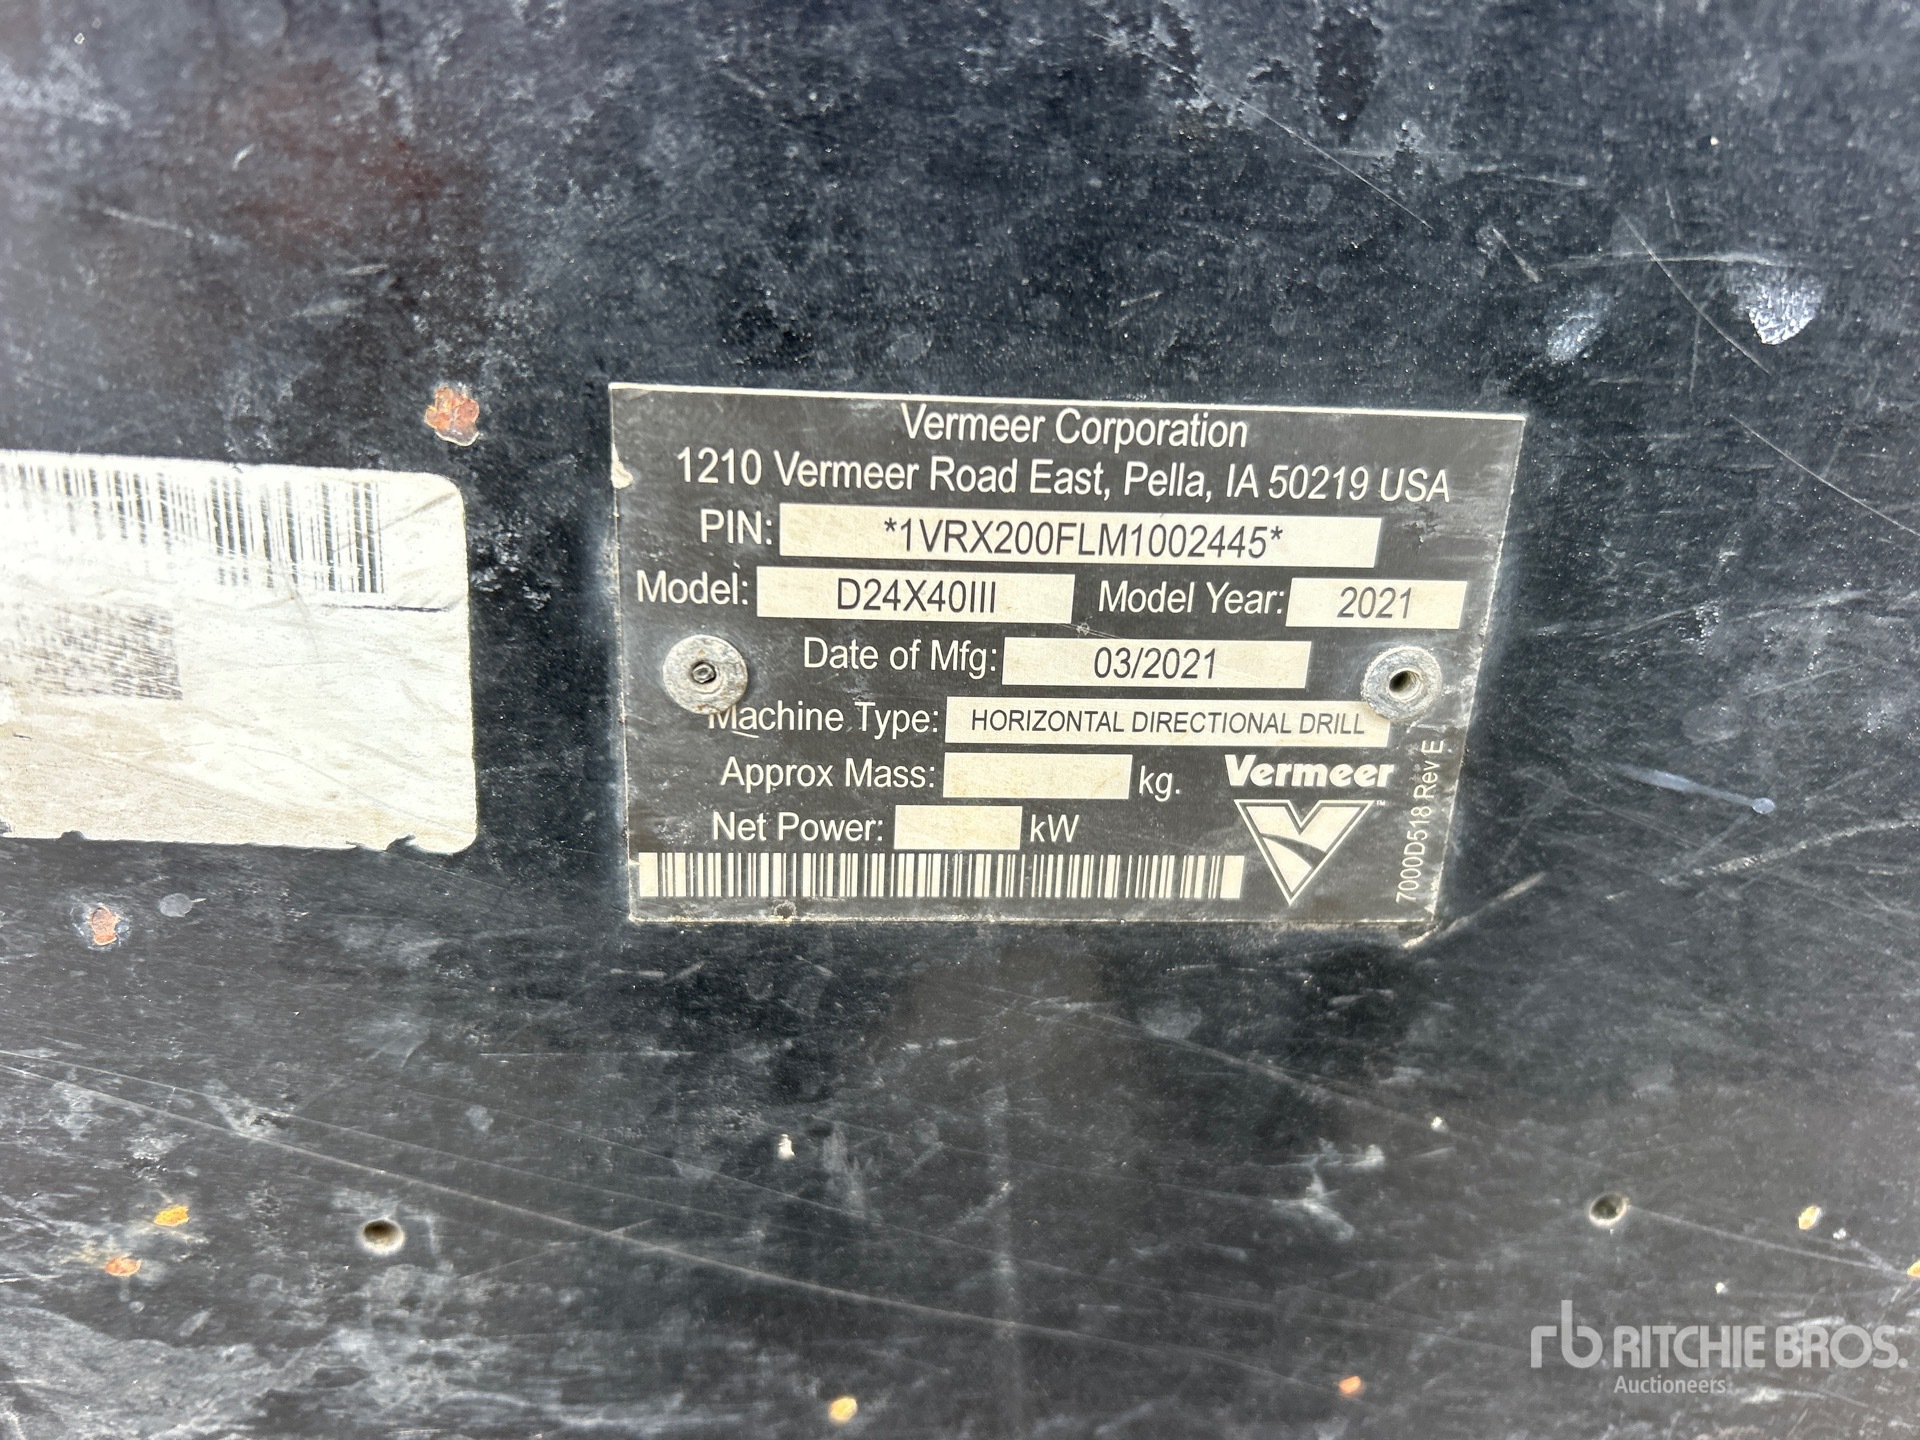 Vermeer Corporation
1210 Vermeer Road East, Pella, IA 50219 USA
PIN: *1VRX200FLM1002445*
Model: D24X40III Model Year: 2021
Date of Mfg: 03/2021
Machine Type: HORIZONTAL DIRECTIONAL DRILL
Approx Mass: kg.
Net Power: kW
Vermeer
7000D518 Rev E
rb RITCHIE BROS.
Auctioneers